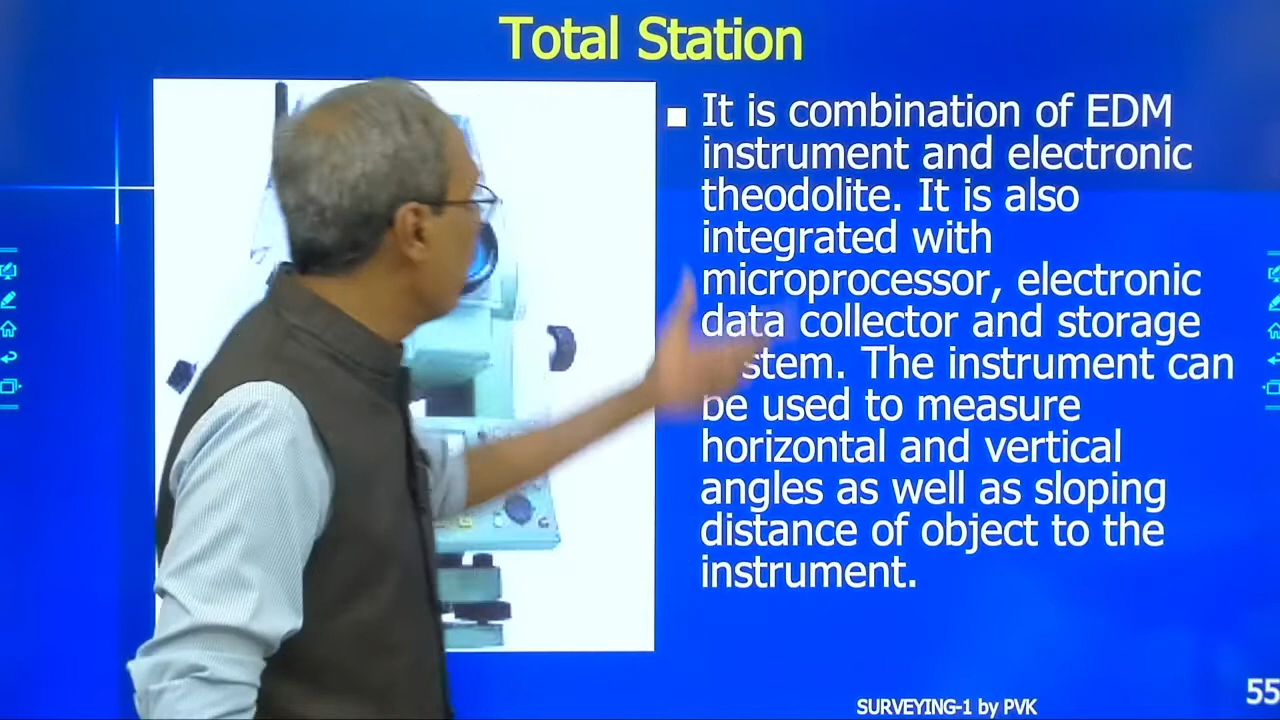 Total Station
It is combination of EDM
instrument and electronic
theodolite. It is also
integrated with
microprocessor, electronic
data collector and storage
stem. The instrument can
be used to measure
horizontal and vertical
angles as well as sloping
distance of object to the
instrument.
SURVEYING-1 by PVK
55